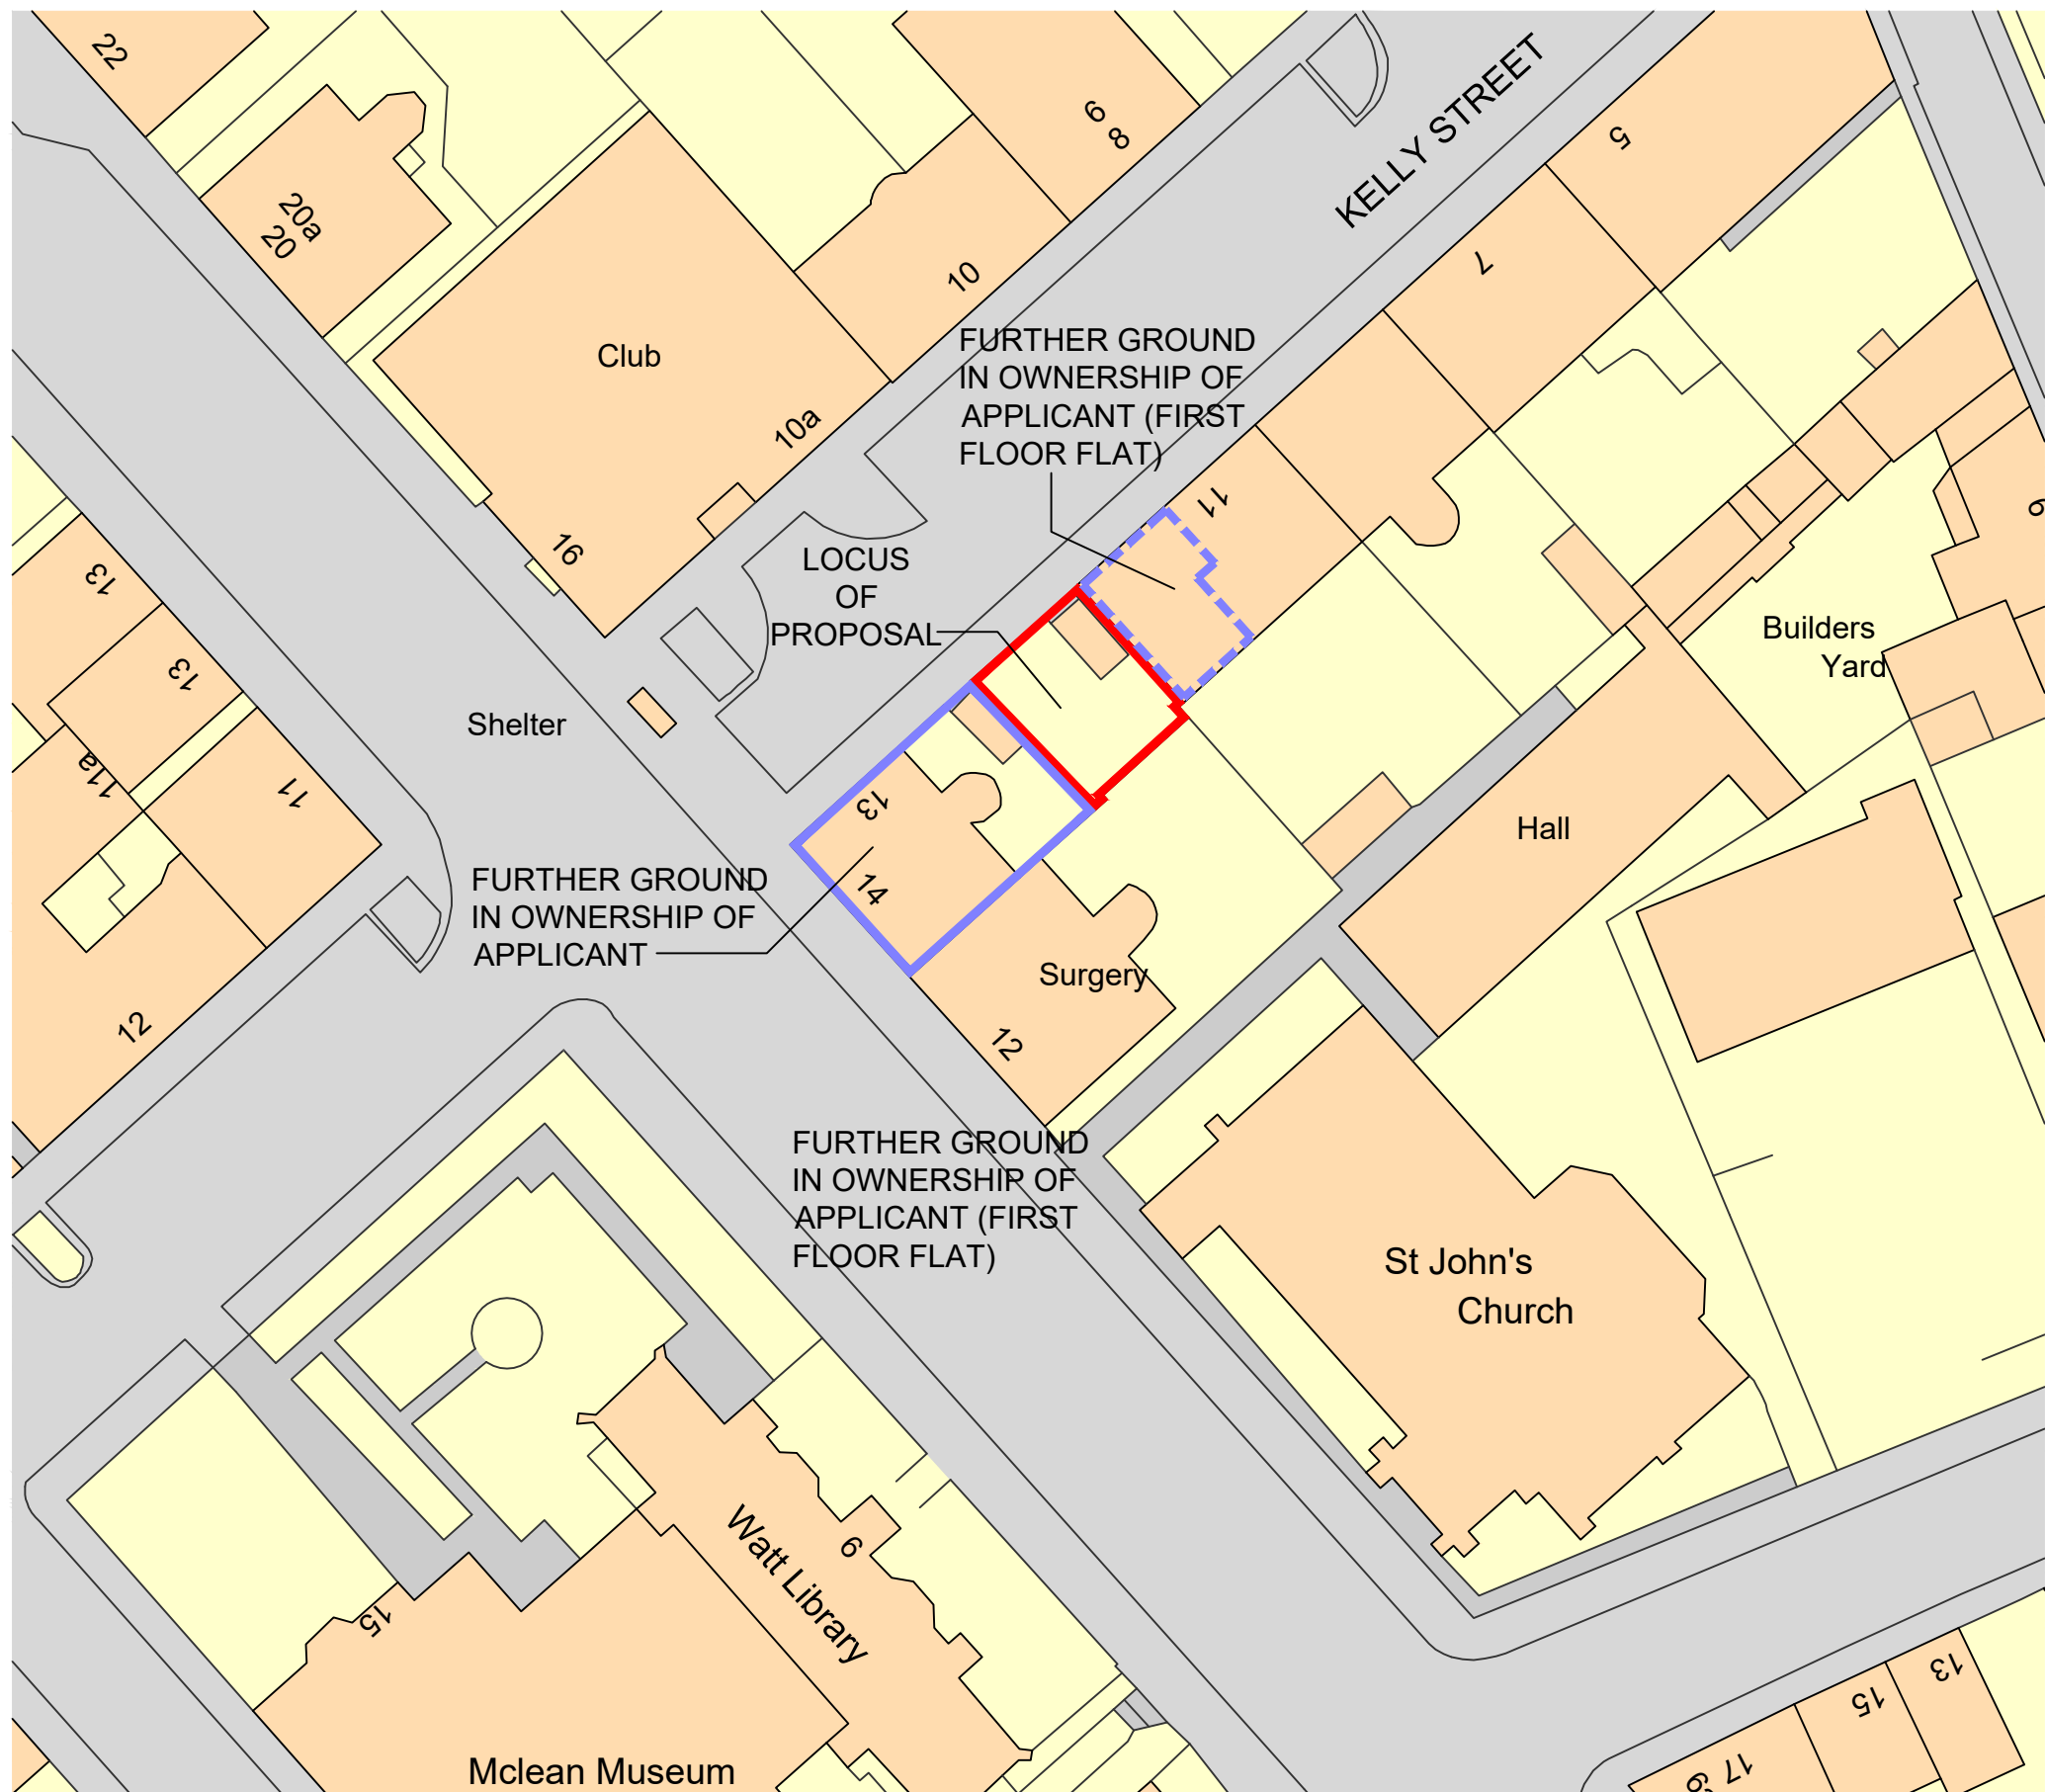 22
20a
20
6
8
KELLY STREET
5
7
10
Club
10a
16
FURTHER GROUND
IN OWNERSHIP OF
APPLICANT (FIRST
FLOOR FLAT)
11
LOCUS
OF
PROPOSAL
13
13
11a
11
12
Shelter
13
14
FURTHER GROUND
IN OWNERSHIP OF
APPLICANT
Surgery
12
Hall
Builders
Yard
FURTHER GROUND
IN OWNERSHIP OF
APPLICANT (FIRST
FLOOR FLAT)
St John's
Church
Watt Library
6
15
Mclean Museum
13
15
17